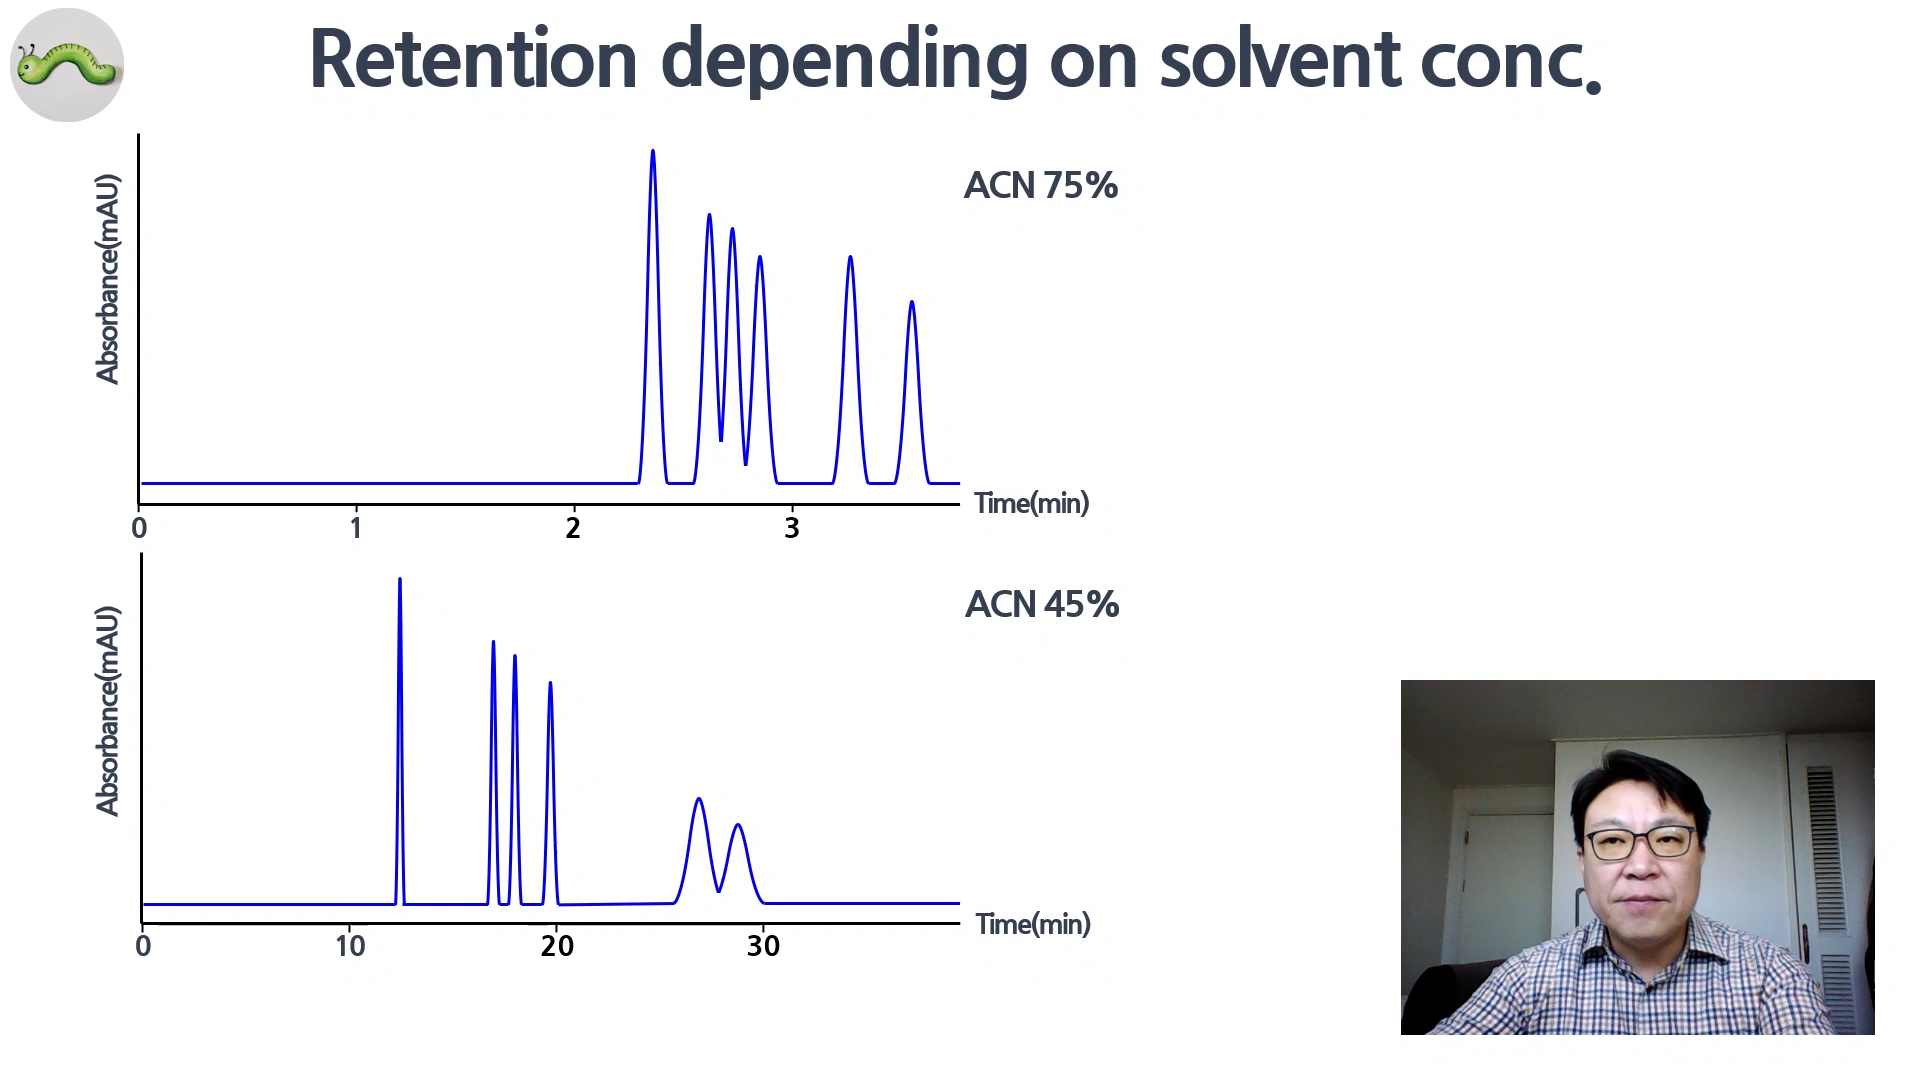 Retention depending on solvent conc.
Absorbance(mAU)
ACN 75%
Time(min)
0 1 2 3
Absorbance(mAU)
ACN 45%
Time(min)
0 10 20 30